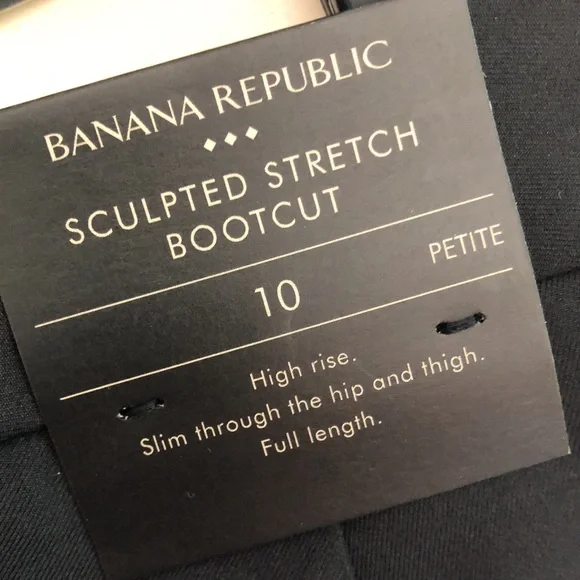 BANANA REPUBLIC
SCULPTED STRETCH
BOOTCUT
10 PETITE
High rise.
Slim through the hip and thigh.
Full length.